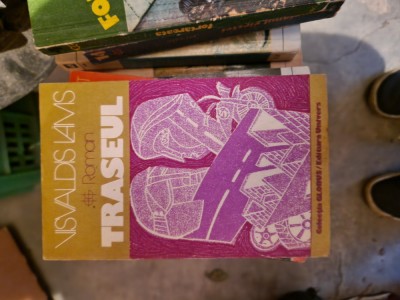 VISVALDIS LAMS
Roman
TRASEUL
Colecția GLOBUS / Editura Univers